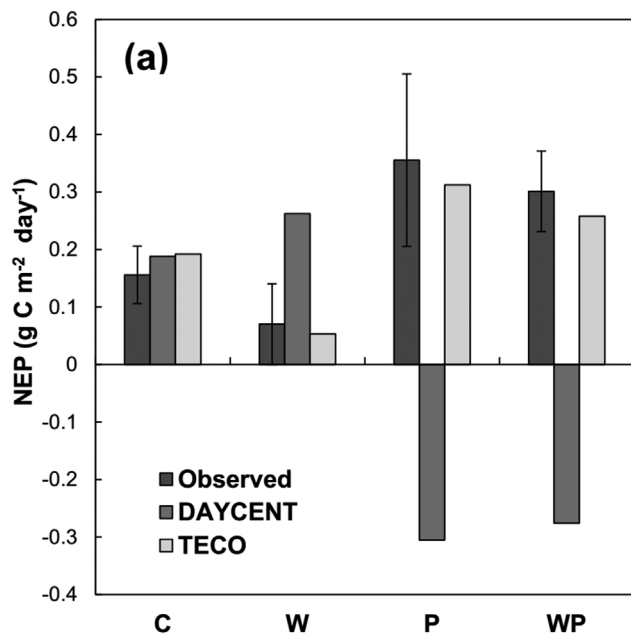 (a)
NEP (g C m-2 day-1)
0.6
0.5
0.4
0.3
0.2
0.1
0
-0.1
-0.2
-0.3
-0.4
Observed
DAYCENT
TECO
C W P WP